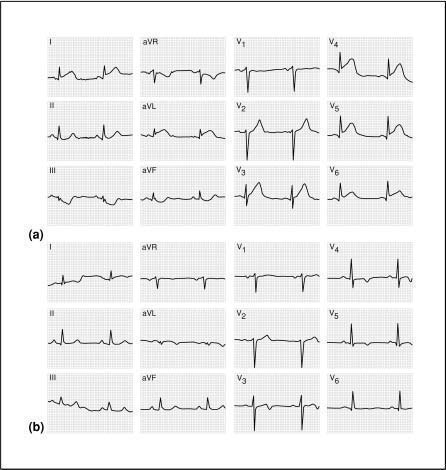 I aVR V1 V4
II aVL V2 V5
III aVF V3 V6
(a)
I aVR V1 V4
II aVL V2 V5
III aVF V3 V6
(b)